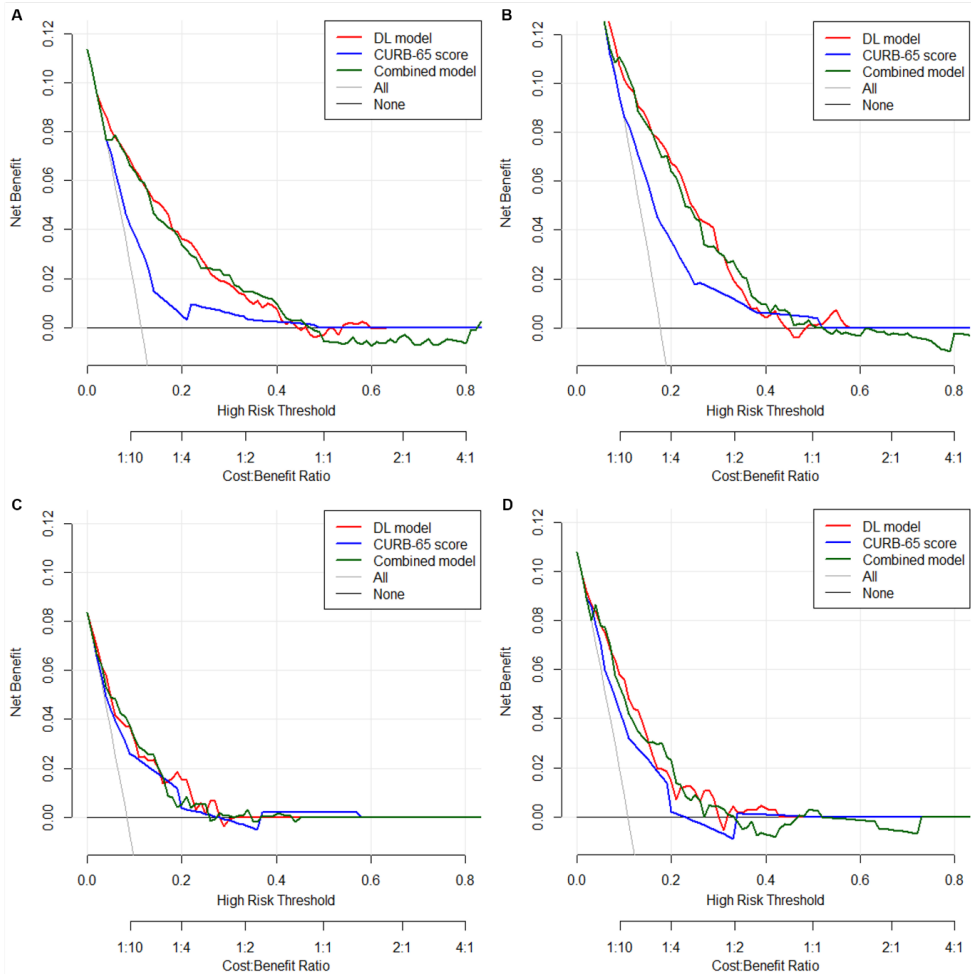 A
Net Benefit
0.00 0.02 0.04 0.06 0.08 0.10 0.12
DL model
CURB-65 score
Combined model
All
None
0.0 0.2 0.4 0.6 0.8
High Risk Threshold
1:10 1:4 1:2 1:1 2:1 4:1
Cost:Benefit Ratio
B
Net Benefit
0.00 0.02 0.04 0.06 0.08 0.10 0.12
DL model
CURB-65 score
Combined model
All
None
0.0 0.2 0.4 0.6 0.8
High Risk Threshold
1:10 1:4 1:2 1:1 2:1 4:1
Cost:Benefit Ratio
C
Net Benefit
0.00 0.02 0.04 0.06 0.08 0.10 0.12
DL model
CURB-65 score
Combined model
All
None
0.0 0.2 0.4 0.6 0.8
High Risk Threshold
1:10 1:4 1:2 1:1 2:1 4:1
Cost:Benefit Ratio
D
Net Benefit
0.00 0.02 0.04 0.06 0.08 0.10 0.12
DL model
CURB-65 score
Combined model
All
None
0.0 0.2 0.4 0.6 0.8
High Risk Threshold
1:10 1:4 1:2 1:1 2:1 4:1
Cost:Benefit Ratio